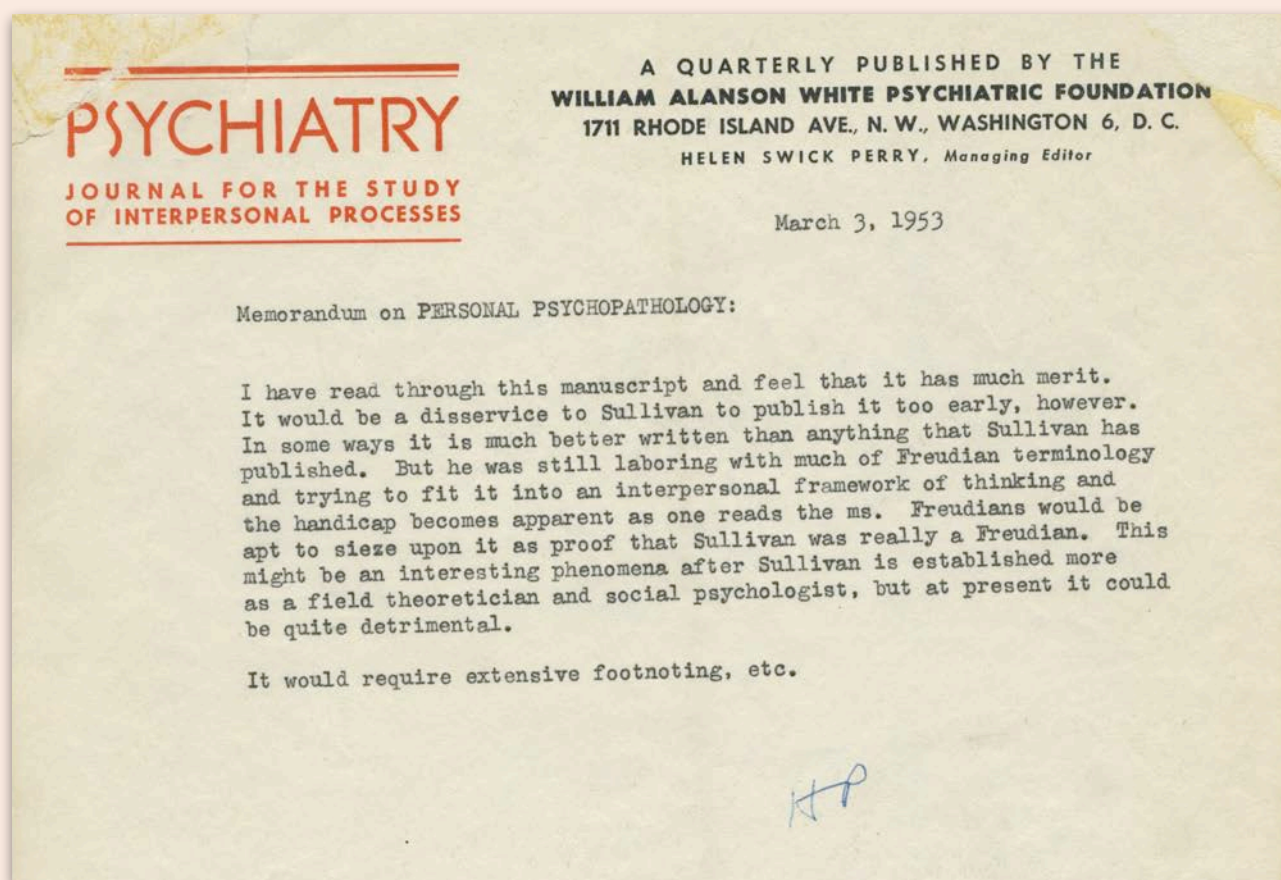 PSYCHIATRY
JOURNAL FOR THE STUDY
OF INTERPERSONAL PROCESSES
A QUARTERLY PUBLISHED BY THE
WILLIAM ALANSON WHITE PSYCHIATRIC FOUNDATION
1711 RHODE ISLAND AVE., N. W., WASHINGTON 6, D. C.
HELEN SWICK PERRY, Managing Editor
March 3, 1953
Memorandum on PERSONAL PSYCHOPATHOLOGY:
I have read through this manuscript and feel that it has much merit.
It would be a disservice to Sullivan to publish it too early, however.
In some ways it is much better written than anything that Sullivan has
published. But he was still laboring with much of Freudian terminology
and trying to fit it into an interpersonal framework of thinking and
the handicap becomes apparent as one reads the ms. Freudians would be
apt to sieze upon it as proof that Sullivan was really a Freudian. This
might be an interesting phenomena after Sullivan is established more
as a field theoretician and social psychologist, but at present it could
be quite detrimental.
It would require extensive footnoting, etc.
HP